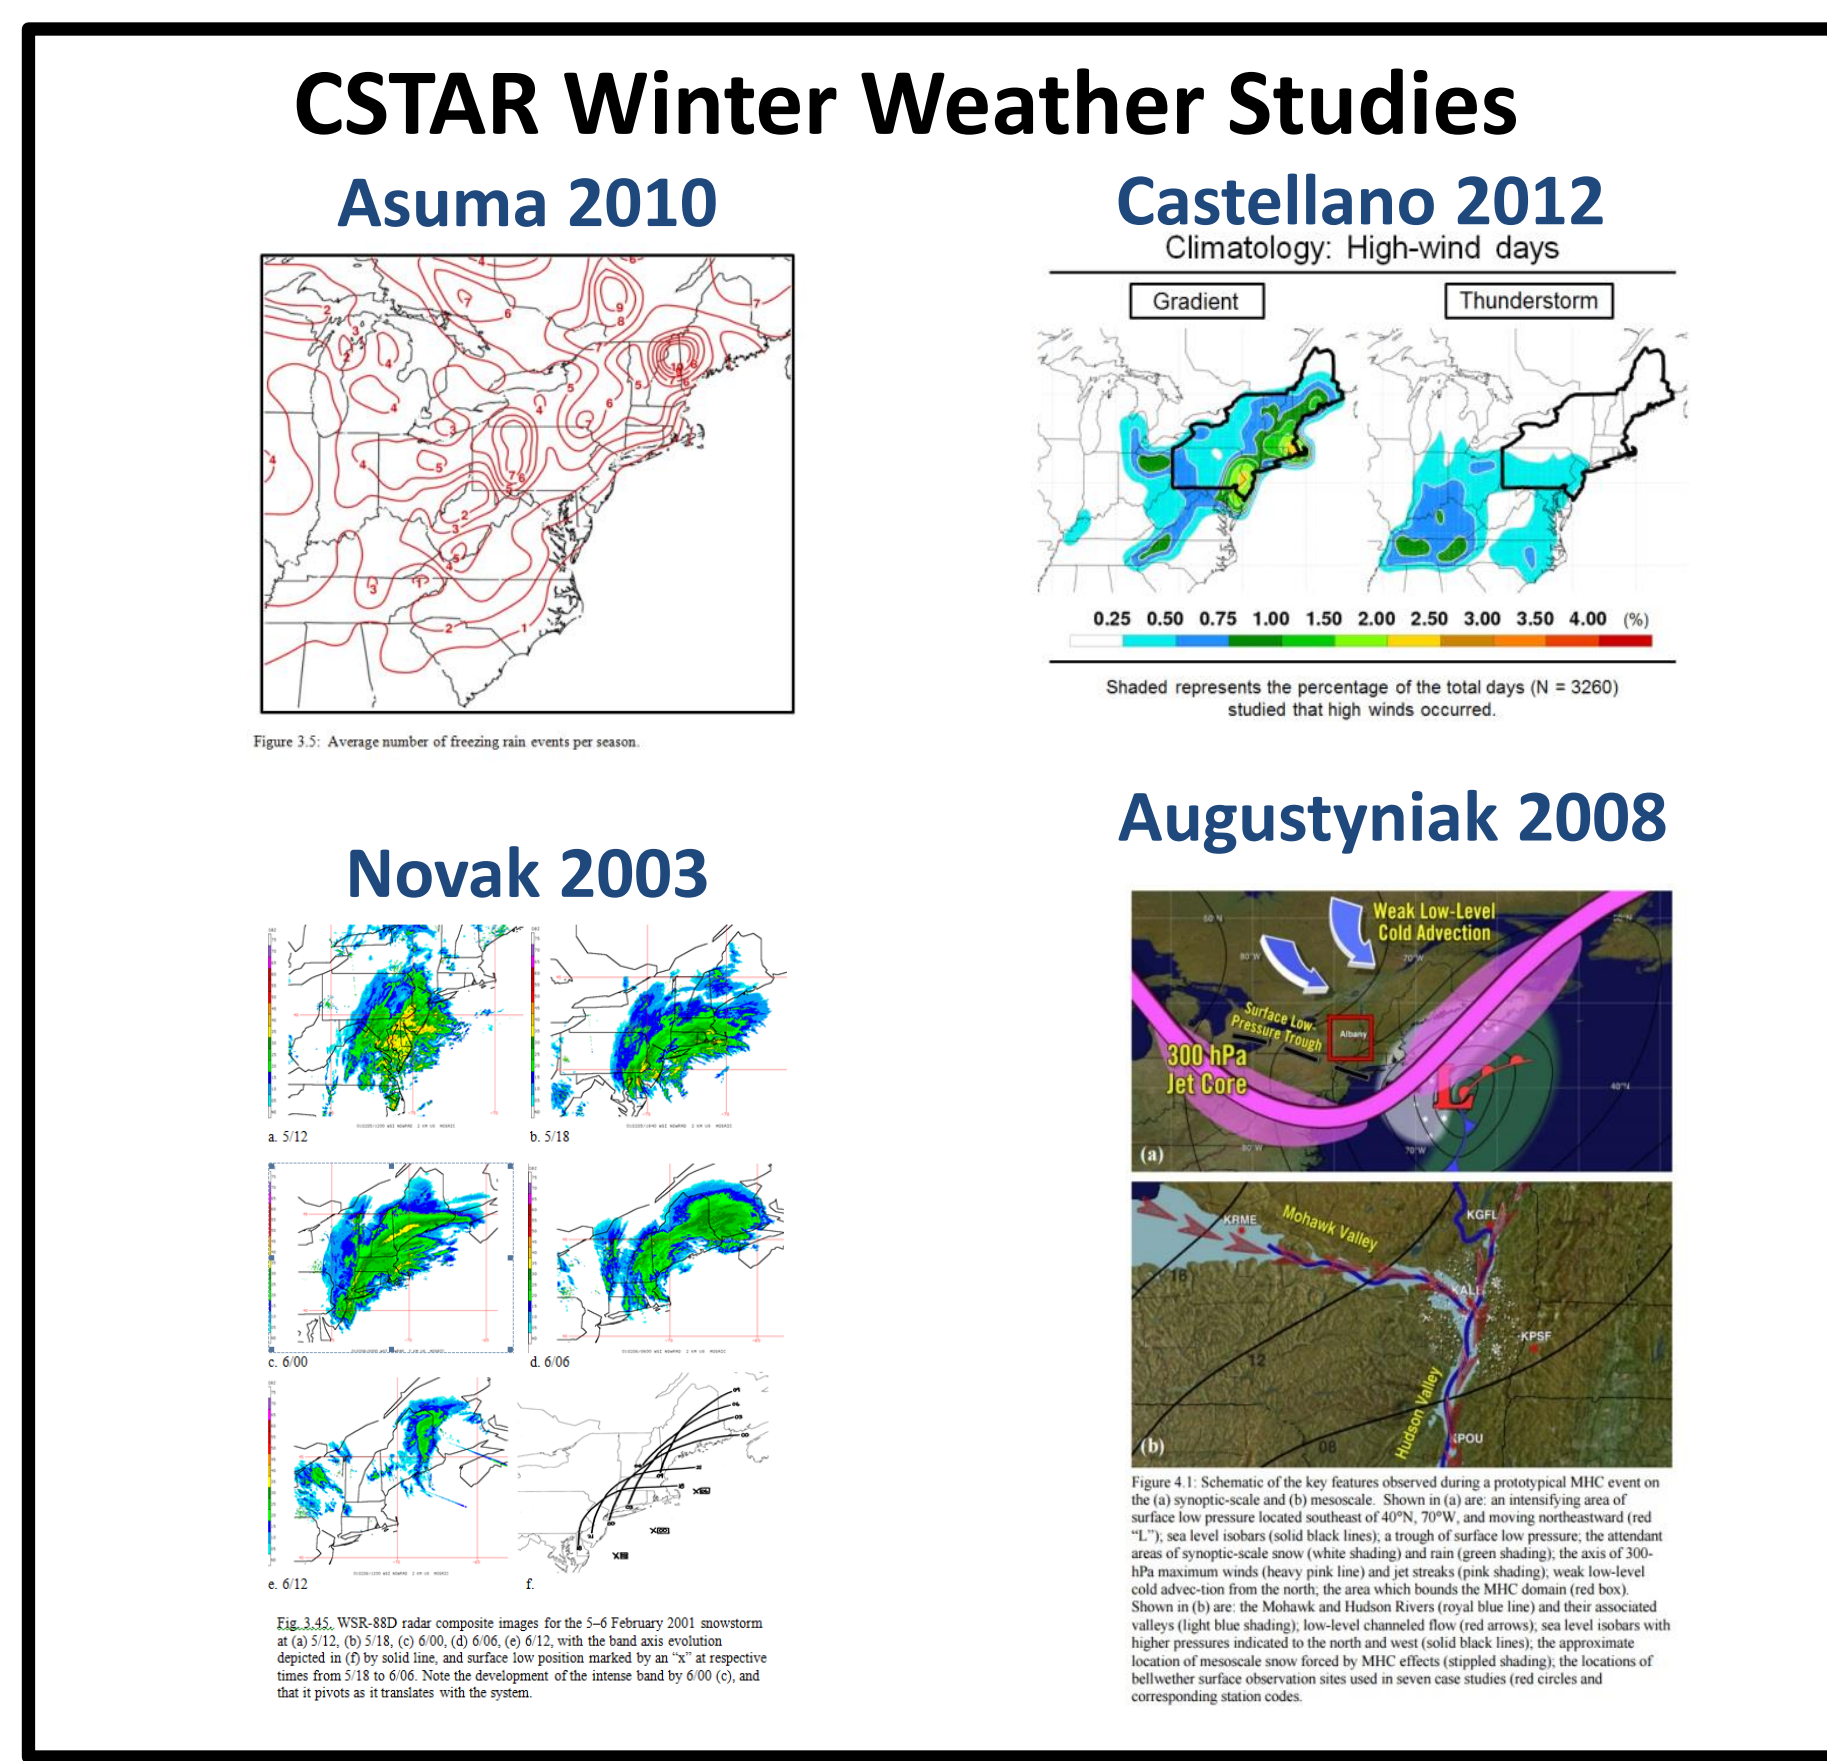 CSTAR Winter Weather Studies
Asuma 2010
Figure 3.5: Average number of freezing rain events per season.
Castellano 2012
Climatology: High-wind days
Gradient
Thunderstorm
0.25 0.50 0.75 1.00 1.50 2.00 2.50 3.00 3.50 4.00 (%)
Shaded represents the percentage of the total days (N = 3260)
studied that high winds occurred.
Novak 2003
a. 5/12
b. 5/18
c. 6/00
d. 6/06
e. 6/12
f.
Fig. 3.45. WSR-88D radar composite images for the 5–6 February 2001 snowstorm
at (a) 5/12, (b) 5/18, (c) 6/00, (d) 6/06, (e) 6/12, with the band axis evolution
depicted in (f) by solid line, and surface low position marked by an “x” at respective
times from 5/18 to 6/06. Note the development of the intense band by 6/00 (c), and
that it pivots as it translates with the system.
Augustyniak 2008
Weak Low-Level
Cold Advection
Surface Low-
Pressure Trough
Albany
300 hPa
Jet Core
L
(a)
KRME
Mohawk Valley
KGFL
KALB
KPSF
16
12
08
Hudson Valley
KPOU
(b)
Figure 4.1: Schematic of the key features observed during a prototypical MHC event on
the (a) synoptic-scale and (b) mesoscale. Shown in (a) are: an intensifying area of
surface low pressure located southeast of 40°N, 70°W, and moving northeastward (red
“L”); sea level isobars (solid black lines); a trough of surface low pressure; the attendant
areas of synoptic-scale snow (white shading) and rain (green shading); the axis of 300-
hPa maximum winds (heavy pink line) and jet streaks (pink shading); weak low-level
cold advec-tion from the north; the area which bounds the MHC domain (red box).
Shown in (b) are: the Mohawk and Hudson Rivers (royal blue line) and their associated
valleys (light blue shading); low-level channeled flow (red arrows); sea level isobars with
higher pressures indicated to the north and west (solid black lines); the approximate
location of mesoscale snow forced by MHC effects (stippled shading); the locations of
bellwether surface observation sites used in seven case studies (red circles and
corresponding station codes.